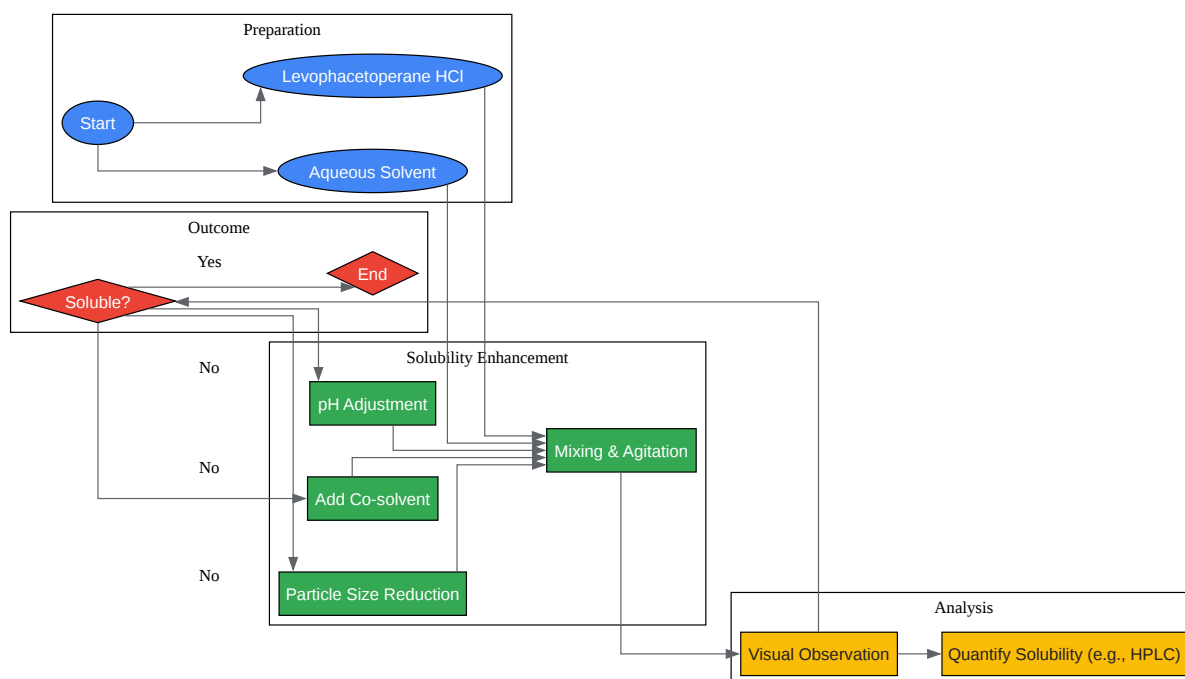 Preparation
Levophacetoperane HCl
Start
Aqueous Solvent
Outcome
Yes
End
Soluble?
No
Solubility Enhancement
pH Adjustment
Mixing & Agitation
No
Add Co-solvent
No
Particle Size Reduction
Analysis
Visual Observation
Quantify Solubility (e.g., HPLC)